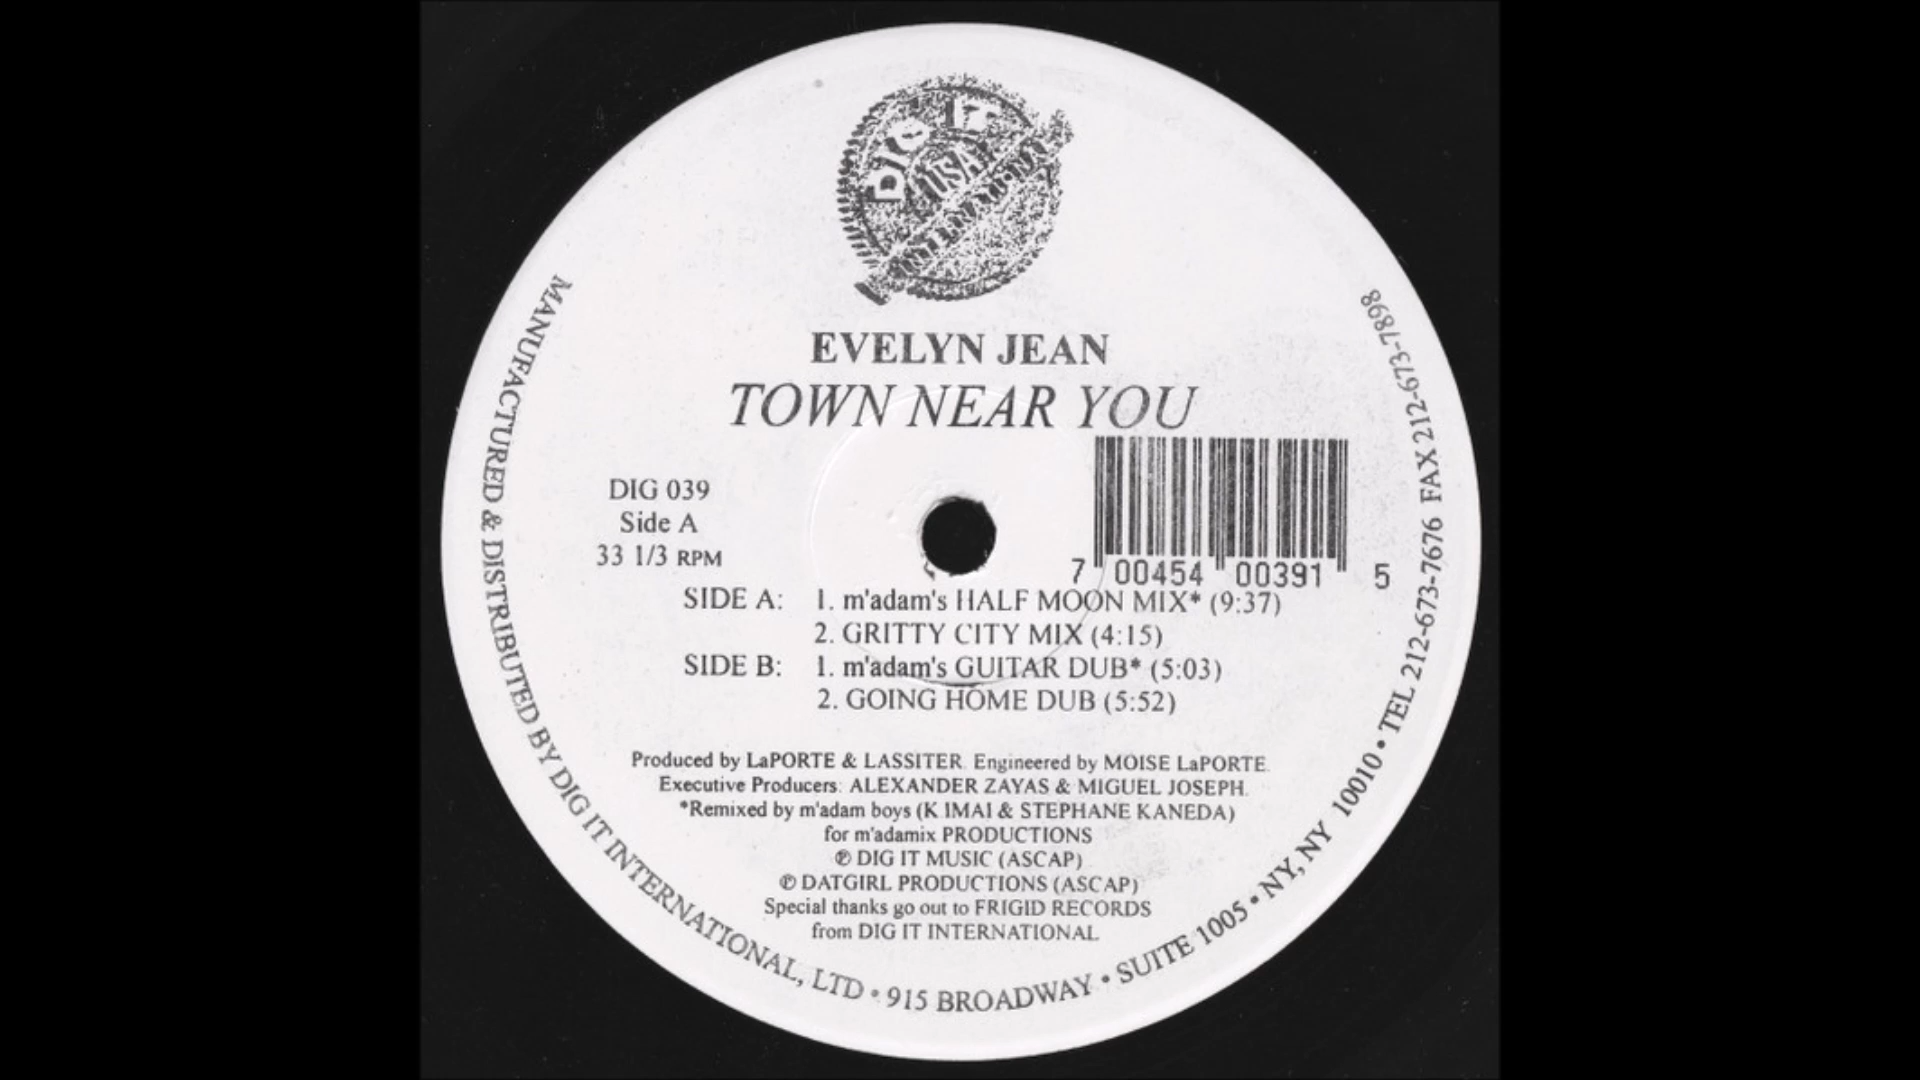 DIG IT
USA
INTERNATIONAL
EVELYN JEAN
TOWN NEAR YOU
DIG 039
Side A
33 1/3 RPM
7 00454 00391 5
SIDE A: 1. m'adam's HALF MOON MIX* (9:37)
2. GRITTY CITY MIX (4:15)
SIDE B: 1. m'adam's GUITAR DUB* (5:03)
2. GOING HOME DUB (5:52)
Produced by LaPORTE & LASSITER. Engineered by MOISE LaPORTE.
Executive Producers: ALEXANDER ZAYAS & MIGUEL JOSEPH.
*Remixed by m'adam boys (K IMAI & STEPHANE KANEDA)
for m'adamix PRODUCTIONS
℗ DIG IT MUSIC (ASCAP)
℗ DATGIRL PRODUCTIONS (ASCAP)
Special thanks go out to FRIGID RECORDS
from DIG IT INTERNATIONAL
MANUFACTURED & DISTRIBUTED BY DIG IT INTERNATIONAL, LTD • 915 BROADWAY • SUITE 1005 • NY, NY 10010 • TEL 212-673-7676 FAX 212-673-7898